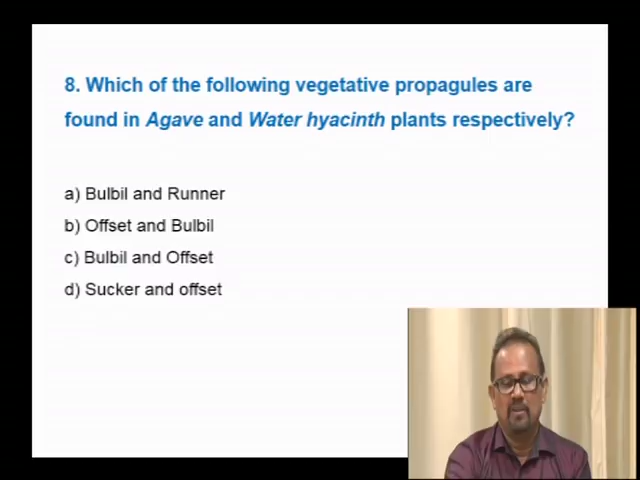 8. Which of the following vegetative propagules are
found in Agave and Water hyacinth plants respectively?
a) Bulbil and Runner
b) Offset and Bulbil
c) Bulbil and Offset
d) Sucker and offset